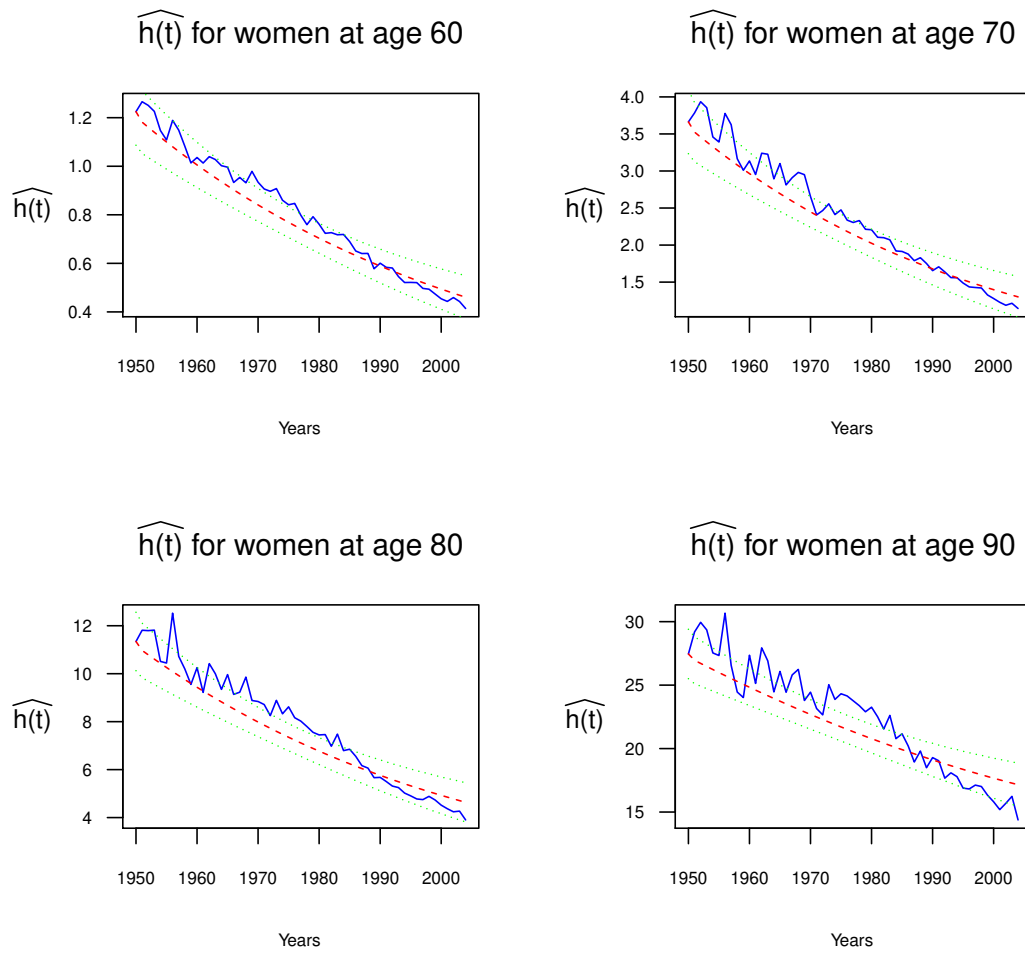 h(t) for women at age 60
1.2
1.0
0.8
0.6
0.4
h(t)
1950 1960 1970 1980 1990 2000
Years
h(t) for women at age 70
4.0
3.5
3.0
2.5
2.0
1.5
h(t)
1950 1960 1970 1980 1990 2000
Years
h(t) for women at age 80
12
10
8
6
4
h(t)
1950 1960 1970 1980 1990 2000
Years
h(t) for women at age 90
30
25
20
15
h(t)
1950 1960 1970 1980 1990 2000
Years